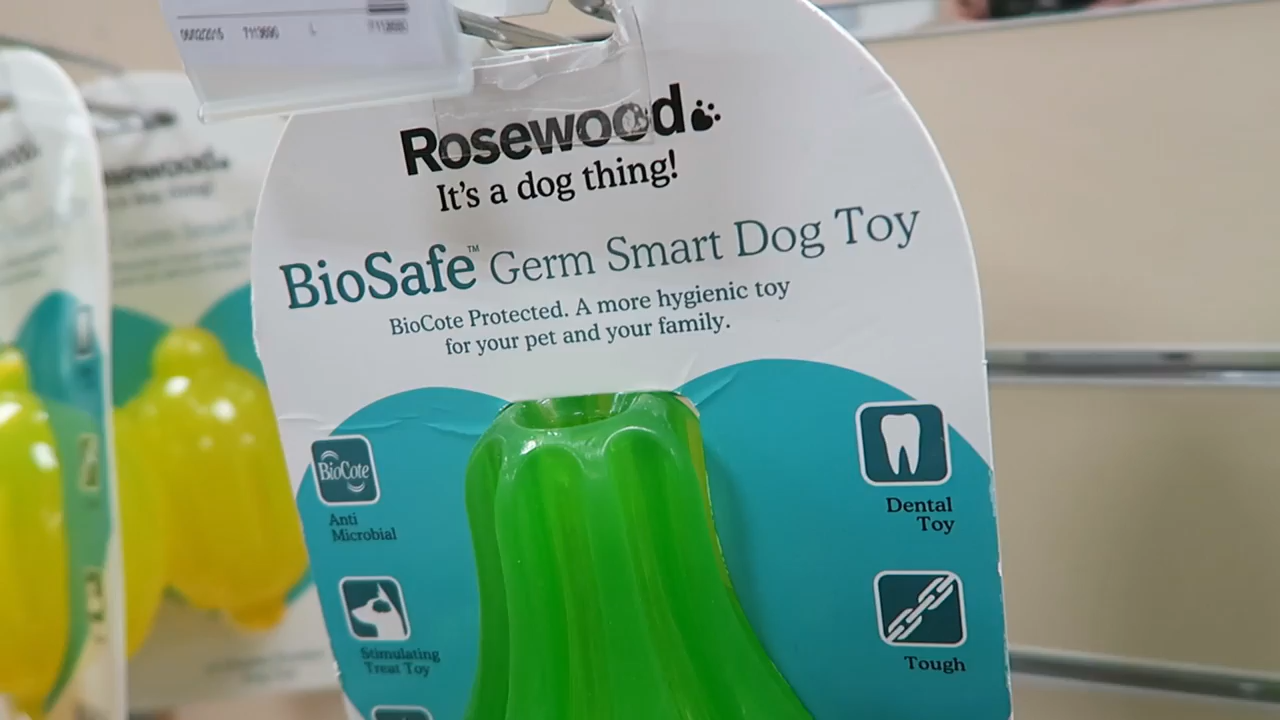 7113690 L
Rosewood
It's a dog thing!
BioSafe™ Germ Smart Dog Toy
BioCote Protected. A more hygienic toy
for your pet and your family.
BioCote
Anti
Microbial
Stimulating
Treat Toy
Dental
Toy
Tough